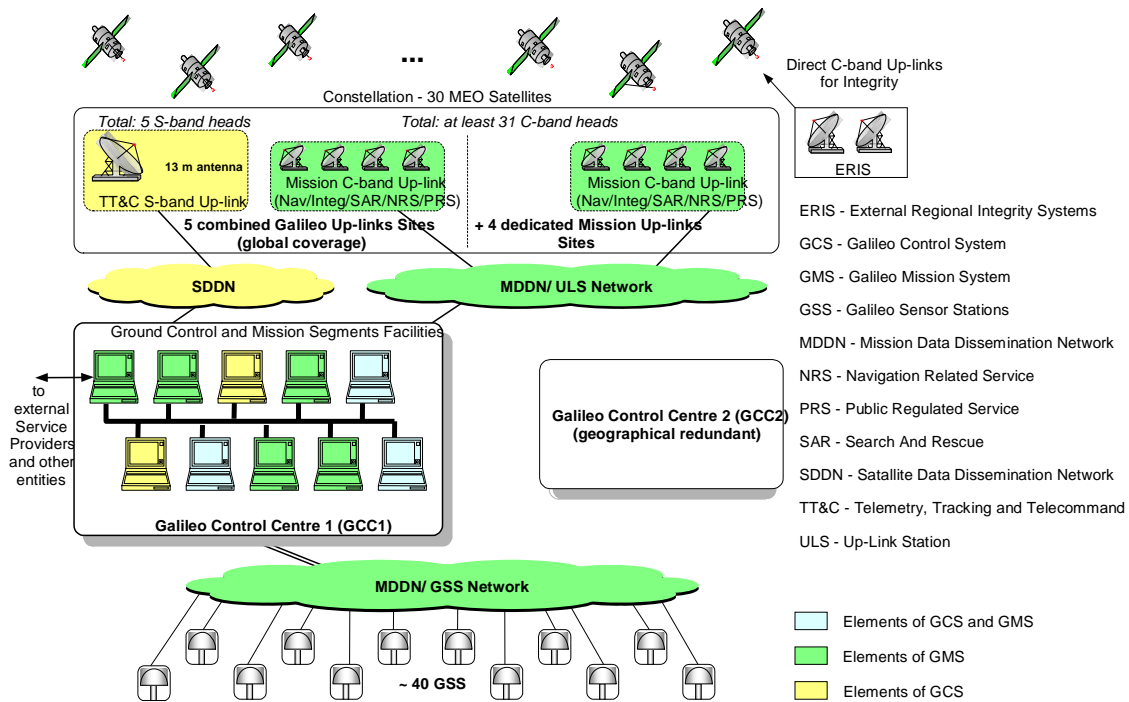 ...
Direct C-band Up-links
for Integrity
Constellation - 30 MEO Satellites
Total: 5 S-band heads
Total: at least 31 C-band heads
13 m antenna
TT&C S-band Up-link
Mission C-band Up-link
(Nav/Integ/SAR/NRS/PRS)
Mission C-band Up-link
(Nav/Integ/SAR/NRS/PRS)
5 combined Galileo Up-links Sites
(global coverage)
+ 4 dedicated Mission Up-links
Sites
ERIS
SDDN
MDDN/ ULS Network
Ground Control and Mission Segments Facilities
to
external
Service
Providers
and other
entities
Galileo Control Centre 1 (GCC1)
Galileo Control Centre 2 (GCC2)
(geographical redundant)
MDDN/ GSS Network
~ 40 GSS
ERIS - External Regional Integrity Systems
GCS - Galileo Control System
GMS - Galileo Mission System
GSS - Galileo Sensor Stations
MDDN - Mission Data Dissemination Network
NRS - Navigation Related Service
PRS - Public Regulated Service
SAR - Search And Rescue
SDDN - Satallite Data Dissemination Network
TT&C - Telemetry, Tracking and Telecommand
ULS - Up-Link Station
Elements of GCS and GMS
Elements of GMS
Elements of GCS